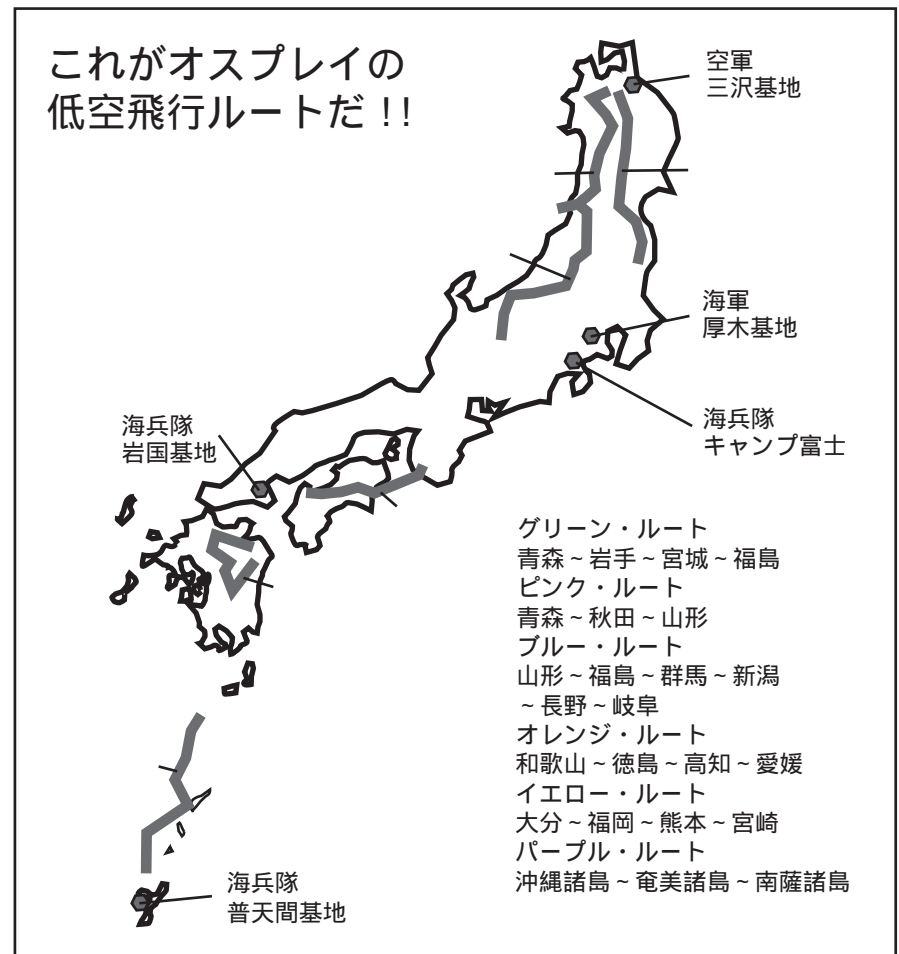 これがオスプレイの
低空飛行ルートだ!!
空軍
三沢基地
海軍
厚木基地
海兵隊
キャンプ富士
海兵隊
岩国基地
グリーン・ルート
青森~岩手~宮城~福島
ピンク・ルート
青森~秋田~山形
ブルー・ルート
山形~福島~群馬~新潟
~長野~岐阜
オレンジ・ルート
和歌山~徳島~高知~愛媛
イエロー・ルート
大分~福岡~熊本~宮崎
パープル・ルート
沖縄諸島~奄美諸島~南薩諸島
海兵隊
普天間基地